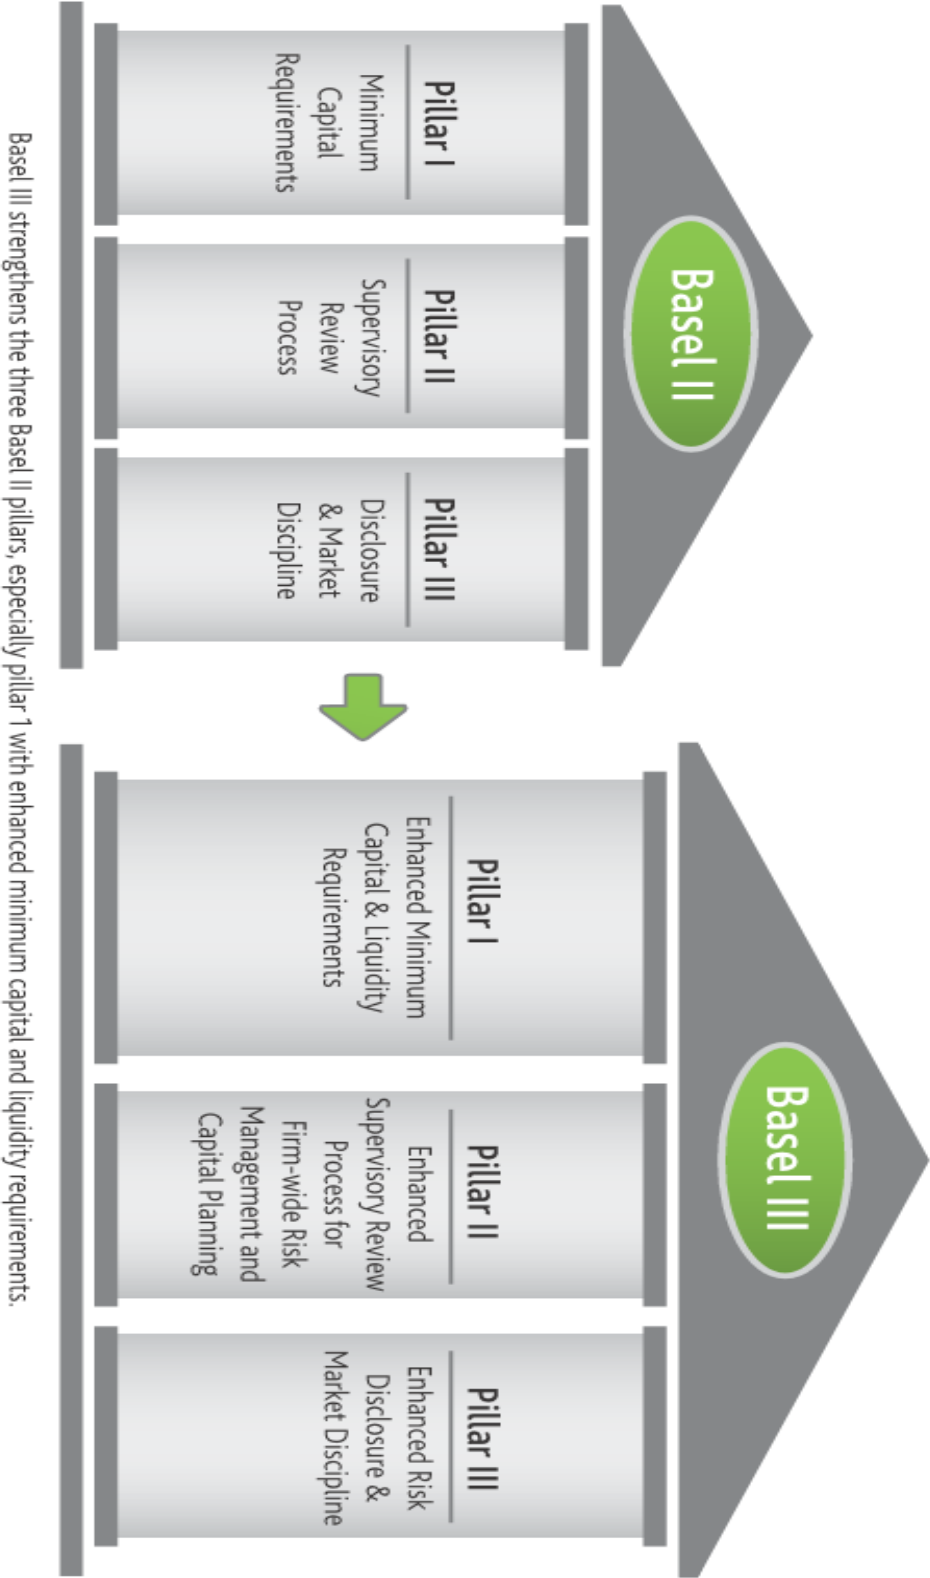 Basel II
Pillar I
Minimum
Capital
Requirements
Pillar II
Supervisory
Review
Process
Pillar III
Disclosure
& Market
Discipline
Basel III
Pillar I
Enhanced Minimum
Capital & Liquidity
Requirements
Pillar II
Enhanced
Supervisory Review
Process for
Firm-wide Risk
Management and
Capital Planning
Pillar III
Enhanced Risk
Disclosure &
Market Discipline
Basel III strengthens the three Basel II pillars, especially pillar 1 with enhanced minimum capital and liquidity requirements.